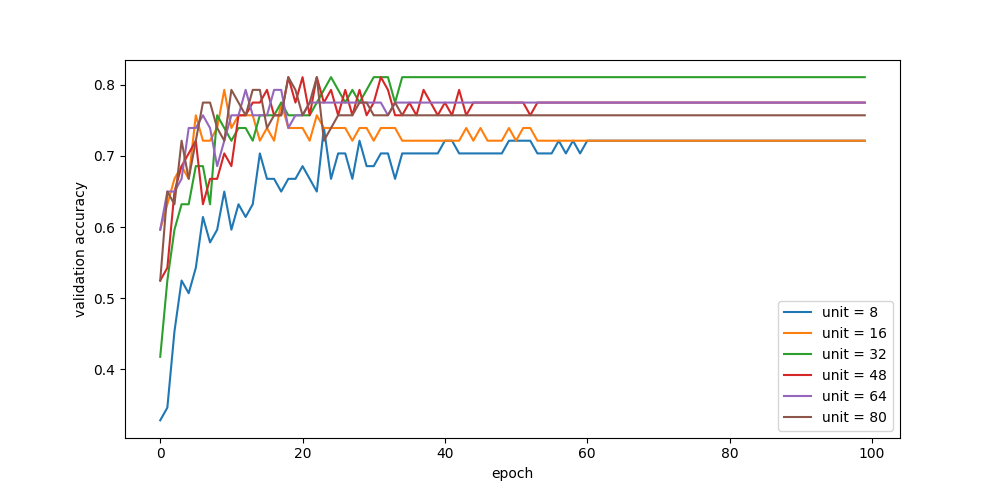 0.8
0.7
0.6
0.5
0.4
validation accuracy
0 20 40 60 80 100
epoch
unit = 8
unit = 16
unit = 32
unit = 48
unit = 64
unit = 80